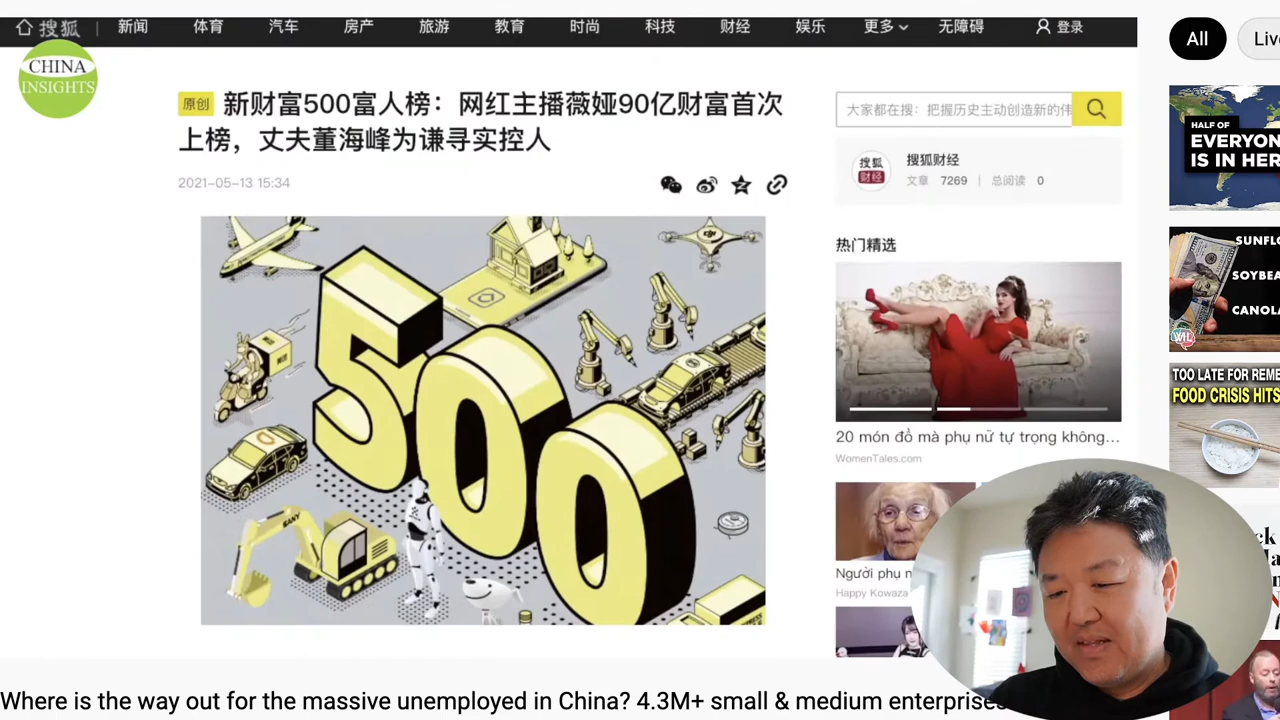 搜狐 | 新闻 体育 汽车 房产 旅游 教育 时尚 科技 财经 娱乐 更多 无障碍 登录
All
CHINA
INSIGHTS
原创 新财富500富人榜：网红主播薇娅90亿财富首次
上榜，丈夫董海峰为谦寻实控人
2021-05-13 15:34
大家都在搜：把握历史主动创造新的伟
搜狐
财经
搜狐财经
文章 7269 | 总阅读 0
热门精选
500
SANY
20 món đồ mà phụ nữ tự trọng không...
WomenTales.com
Người phụ
Happy Kowaza
HALF OF
EVERYON
IS IN HER
SUNFLO
SOYBEA
CANOLA
TOO LATE FOR REME
FOOD CRISIS HITS
Where is the way out for the massive unemployed in China? 4.3M+ small & medium enterprises